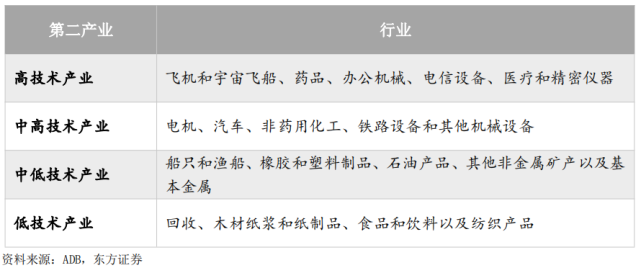 第二产业 行业
高技术产业 飞机和宇宙飞船、药品、办公机械、电信设备、医疗和精密仪器
中高技术产业 电机、汽车、非药用化工、铁路设备和其他机械设备
中低技术产业 船只和渔船、橡胶和塑料制品、石油产品、其他非金属矿产以及基
本金属
低技术产业 回收、木材纸浆和纸制品、食品和饮料以及纺织产品
资料来源：ADB，东方证券